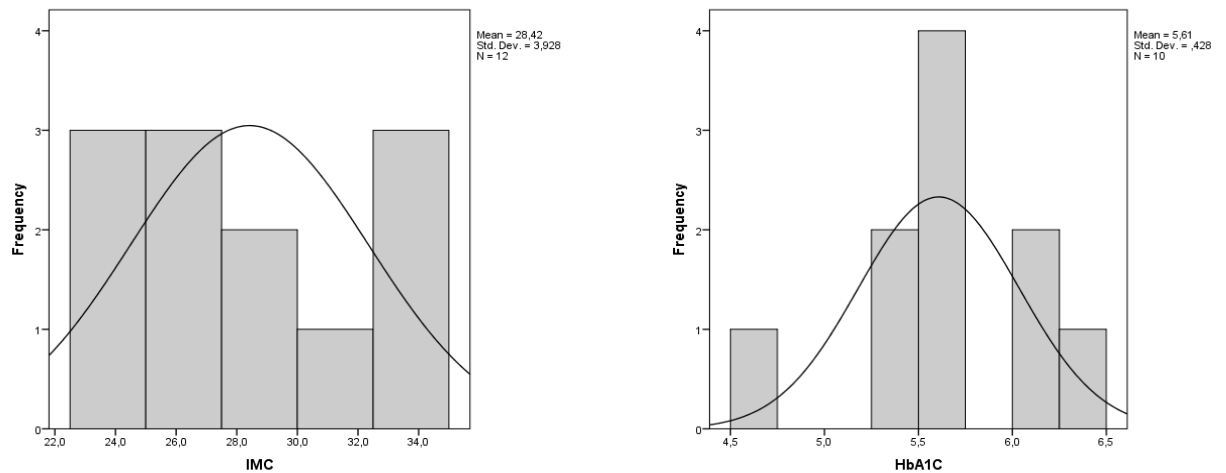 Mean = 28,42
Std. Dev. = 3,928
N = 12
4
3
2
1
0
Frequency
22,0 24,0 26,0 28,0 30,0 32,0 34,0
IMC
Mean = 5,61
Std. Dev. = ,428
N = 10
4
3
2
1
0
Frequency
4,5 5,0 5,5 6,0 6,5
HbA1C